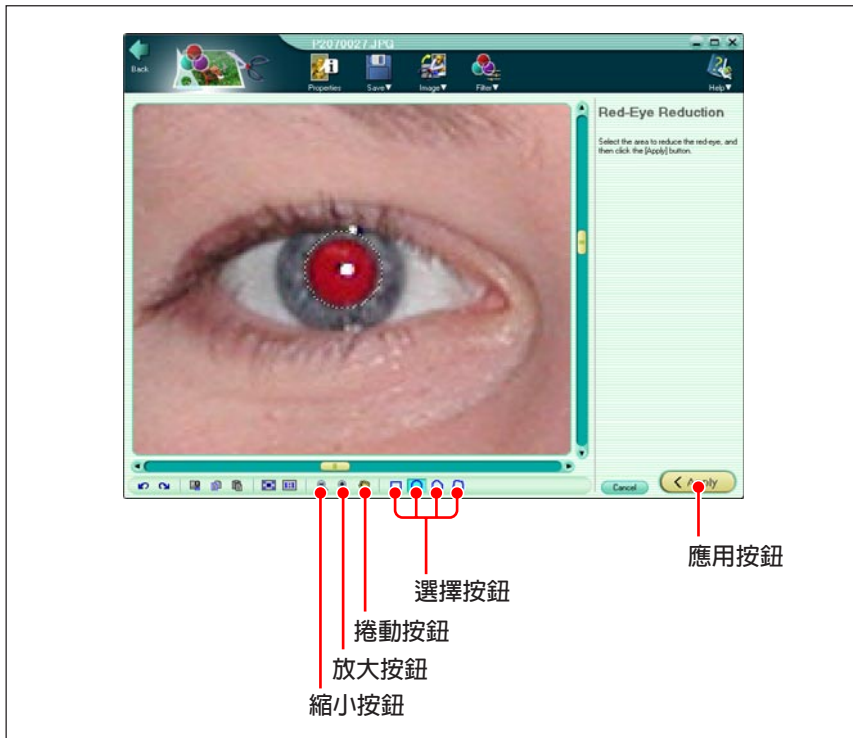 P2070027.JPG
Back
Properties
Save▼
Image▼
Filter▼
Help▼
Red-Eye Reduction
Select the area to reduce the red-eye, and
then click the [Apply] button.
Cancel
< Apply
應用按鈕
選擇按鈕
捲動按鈕
放大按鈕
縮小按鈕